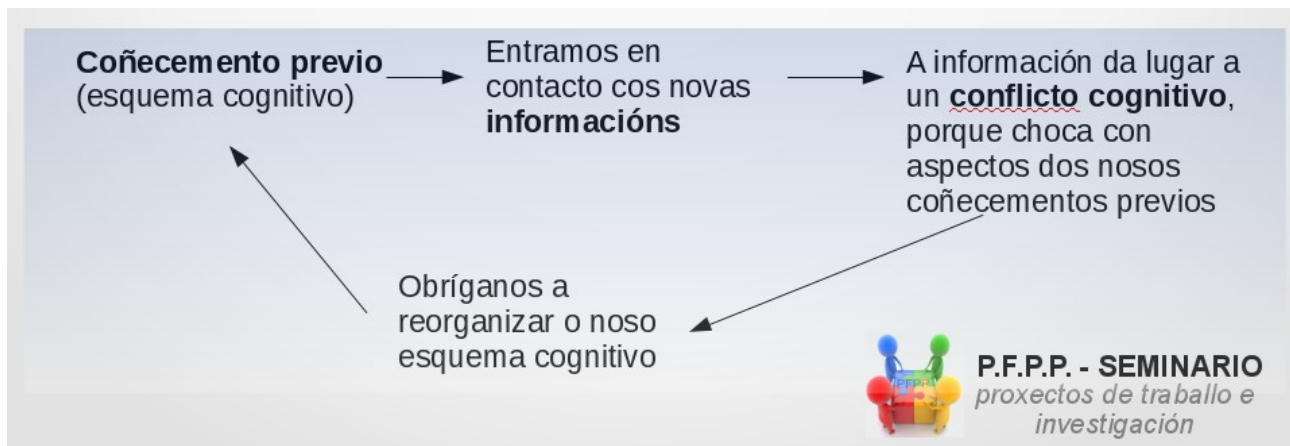 Coñecemento previo
(esquema cognitivo)
Entramos en
contacto cos novas
informacións
A información da lugar a
un conflicto cognitivo,
porque choca con
aspectos dos nosos
coñecementos previos
Obríganos a
reorganizar o noso
esquema cognitivo
PFPP
P.F.P.P. - SEMINARIO
proxectos de traballo e
investigación